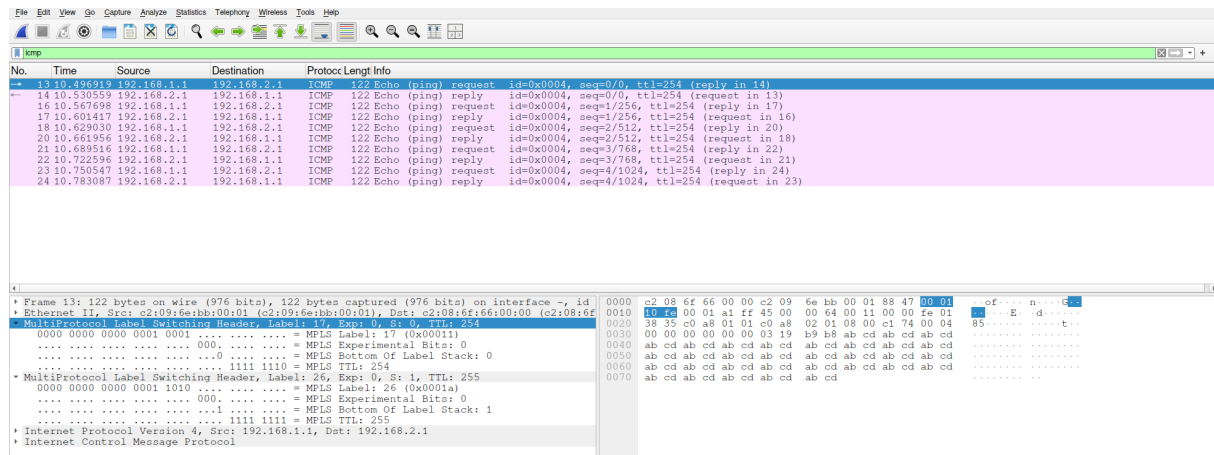 File Edit View Go Capture Analyze Statistics Telephony Wireless Tools Help
icmp
No. Time Source Destination Protocc Lengtl Info
13 10.496919 192.168.1.1 192.168.2.1 ICMP 122 Echo (ping) request id=0x0004, seq=0/0, ttl=254 (reply in 14)
14 10.530559 192.168.2.1 192.168.1.1 ICMP 122 Echo (ping) reply id=0x0004, seq=0/0, ttl=254 (request in 13)
16 10.567698 192.168.1.1 192.168.2.1 ICMP 122 Echo (ping) request id=0x0004, seq=1/256, ttl=254 (reply in 17)
17 10.601417 192.168.2.1 192.168.1.1 ICMP 122 Echo (ping) reply id=0x0004, seq=1/256, ttl=254 (request in 16)
18 10.629030 192.168.1.1 192.168.2.1 ICMP 122 Echo (ping) request id=0x0004, seq=2/512, ttl=254 (reply in 20)
20 10.661956 192.168.2.1 192.168.1.1 ICMP 122 Echo (ping) reply id=0x0004, seq=2/512, ttl=254 (request in 18)
21 10.689516 192.168.1.1 192.168.2.1 ICMP 122 Echo (ping) request id=0x0004, seq=3/768, ttl=254 (reply in 22)
22 10.722596 192.168.2.1 192.168.1.1 ICMP 122 Echo (ping) reply id=0x0004, seq=3/768, ttl=254 (request in 21)
23 10.750547 192.168.1.1 192.168.2.1 ICMP 122 Echo (ping) request id=0x0004, seq=4/1024, ttl=254 (reply in 24)
24 10.783087 192.168.2.1 192.168.1.1 ICMP 122 Echo (ping) reply id=0x0004, seq=4/1024, ttl=254 (request in 23)
Frame 13: 122 bytes on wire (976 bits), 122 bytes captured (976 bits) on interface -, id
Ethernet II, Src: c2:09:6e:bb:00:01 (c2:09:6e:bb:00:01), Dst: c2:08:6f:66:00:00 (c2:08:6f
MultiProtocol Label Switching Header, Label: 17, Exp: 0, S: 0, TTL: 254
0000 0000 0000 0001 0001 .... .... .... = MPLS Label: 17 (0x00011)
.... .... .... .... .... 000. .... .... = MPLS Experimental Bits: 0
.... .... .... .... .... ...0 .... .... = MPLS Bottom Of Label Stack: 0
.... .... .... .... .... .... 1111 1110 = MPLS TTL: 254
MultiProtocol Label Switching Header, Label: 26, Exp: 0, S: 1, TTL: 255
0000 0000 0000 0001 1010 .... .... .... = MPLS Label: 26 (0x0001a)
.... .... .... .... .... 000. .... .... = MPLS Experimental Bits: 0
.... .... .... .... .... ...1 .... .... = MPLS Bottom Of Label Stack: 1
.... .... .... .... .... .... 1111 1111 = MPLS TTL: 255
Internet Protocol Version 4, Src: 192.168.1.1, Dst: 192.168.2.1
Internet Control Message Protocol
0000 c2 08 6f 66 00 00 c2 09 6e bb 00 01 88 47 00 01 ··of···· n····G··
0010 10 fe 00 01 a1 ff 45 00 00 64 00 11 00 00 fe 01 ······E· ·d······
0020 38 35 c0 a8 01 01 c0 a8 02 01 08 00 c1 74 00 04 85······ ·····t··
0030 00 00 00 00 00 00 03 19 b9 b8 ab cd ab cd ab cd ········ ········
0040 ab cd ab cd ab cd ab cd ab cd ab cd ab cd ab cd ········ ········
0050 ab cd ab cd ab cd ab cd ab cd ab cd ab cd ab cd ········ ········
0060 ab cd ab cd ab cd ab cd ab cd ab cd ab cd ab cd ········ ········
0070 ab cd ab cd ab cd ab cd ab cd ········ ··